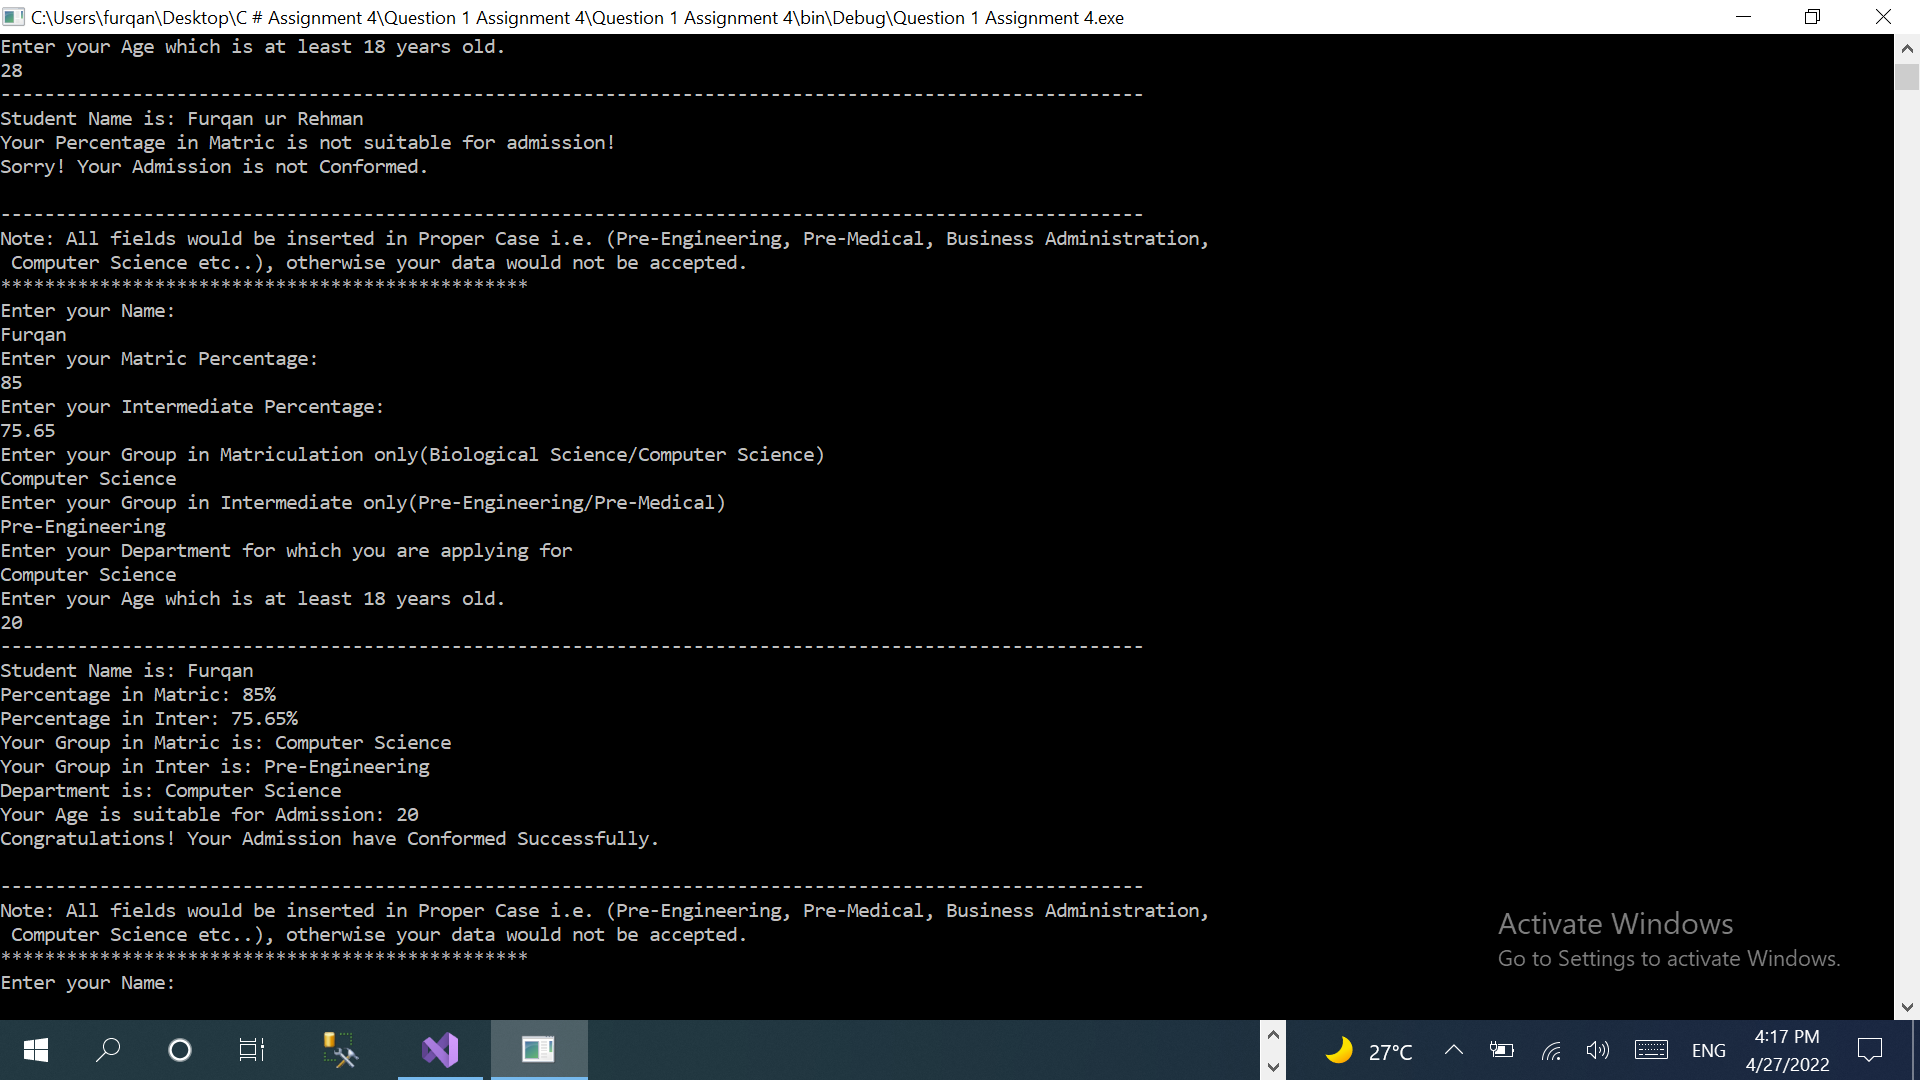 C:\Users\furqan\Desktop\C # Assignment 4\Question 1 Assignment 4\Question 1 Assignment 4\bin\Debug\Question 1 Assignment 4.exe
Enter your Age which is at least 18 years old.
28
--------------------------------------------------------------------------------------------------------
Student Name is: Furqan ur Rehman
Your Percentage in Matric is not suitable for admission!
Sorry! Your Admission is not Conformed.
--------------------------------------------------------------------------------------------------------
Note: All fields would be inserted in Proper Case i.e. (Pre-Engineering, Pre-Medical, Business Administration,
Computer Science etc..), otherwise your data would not be accepted.
************************************************
Enter your Name:
Furqan
Enter your Matric Percentage:
85
Enter your Intermediate Percentage:
75.65
Enter your Group in Matriculation only(Biological Science/Computer Science)
Computer Science
Enter your Group in Intermediate only(Pre-Engineering/Pre-Medical)
Pre-Engineering
Enter your Department for which you are applying for
Computer Science
Enter your Age which is at least 18 years old.
20
--------------------------------------------------------------------------------------------------------
Student Name is: Furqan
Percentage in Matric: 85%
Percentage in Inter: 75.65%
Your Group in Matric is: Computer Science
Your Group in Inter is: Pre-Engineering
Department is: Computer Science
Your Age is suitable for Admission: 20
Congratulations! Your Admission have Conformed Successfully.
--------------------------------------------------------------------------------------------------------
Note: All fields would be inserted in Proper Case i.e. (Pre-Engineering, Pre-Medical, Business Administration,
Computer Science etc..), otherwise your data would not be accepted.
************************************************
Enter your Name:
Activate Windows
Go to Settings to activate Windows.
27°C
ENG
4:17 PM
4/27/2022